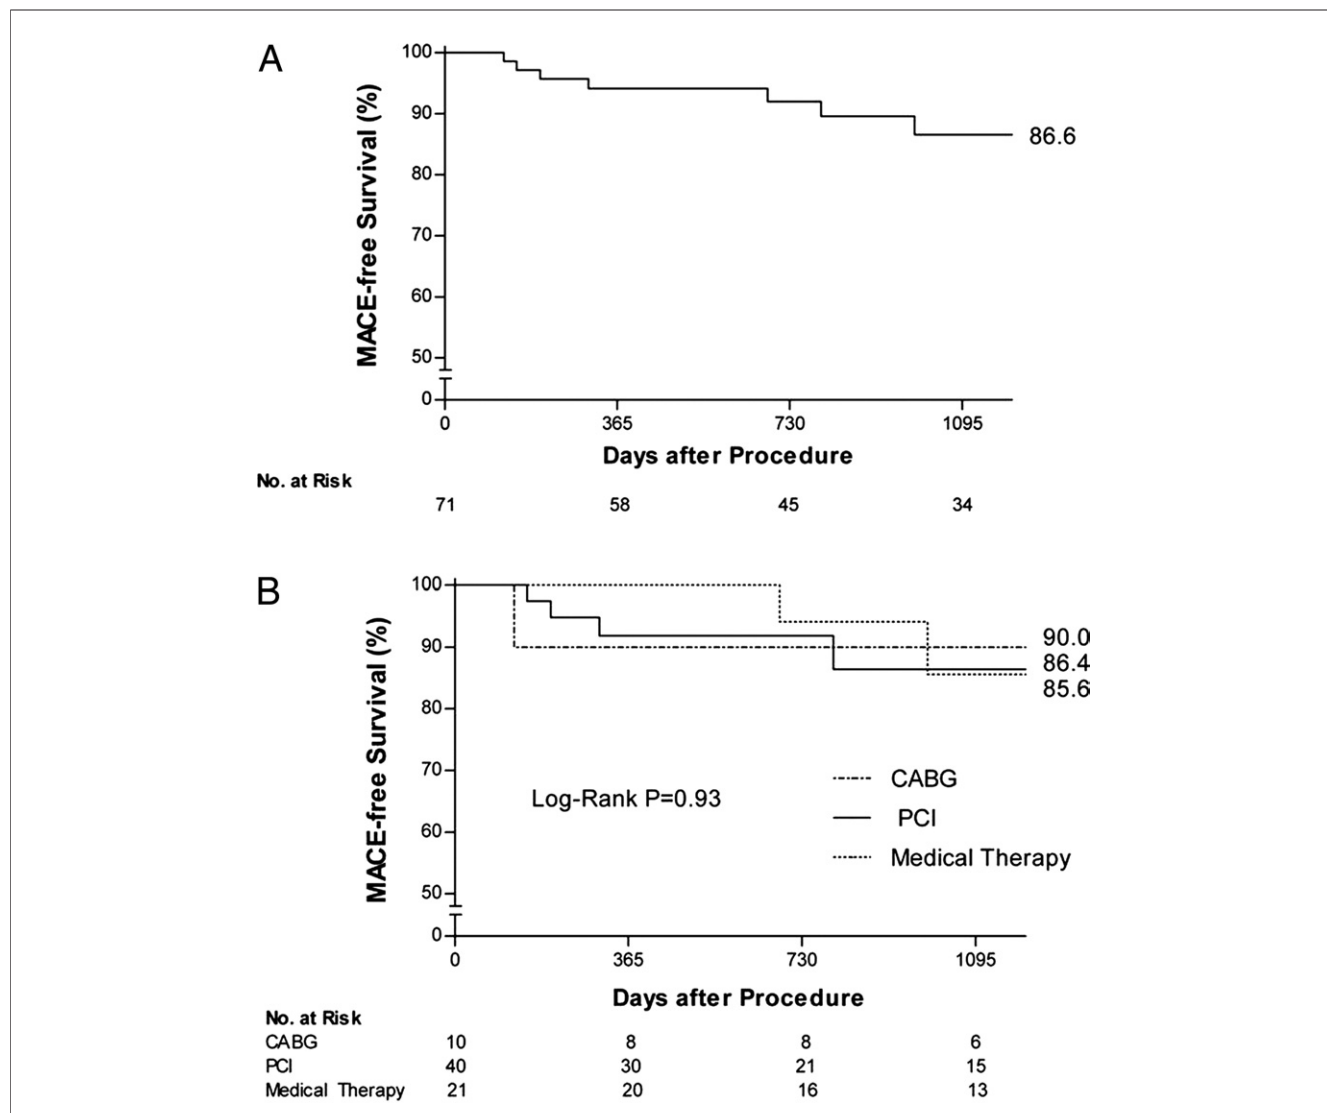 A
MACE-free Survival (%)
100
90
80
70
60
50
0
86.6
0 365 730 1095
Days after Procedure
No. at Risk
71 58 45 34
B
MACE-free Survival (%)
100
90
80
70
60
50
0
90.0
86.4
85.6
Log-Rank P=0.93
CABG
PCI
Medical Therapy
0 365 730 1095
Days after Procedure
No. at Risk
CABG 10 8 8 6
PCI 40 30 21 15
Medical Therapy 21 20 16 13